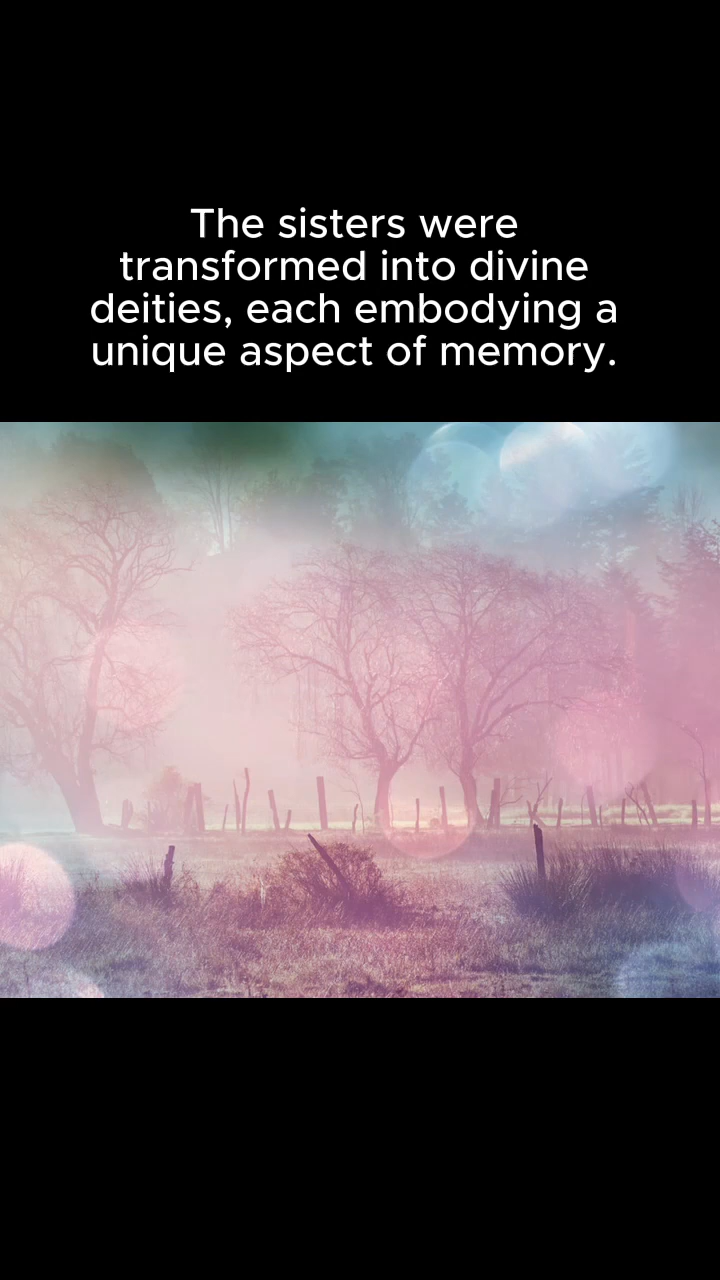 The sisters were
transformed into divine
deities, each embodying a
unique aspect of memory.